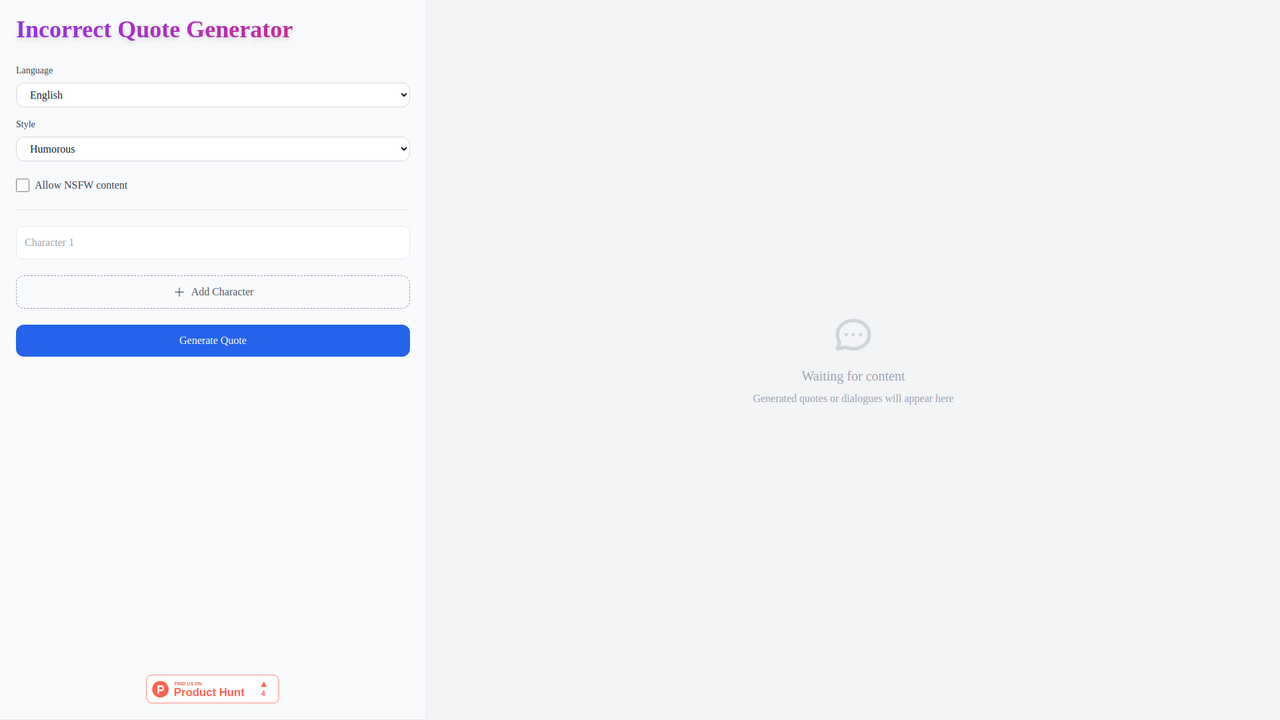 Incorrect Quote Generator
Language
English
Style
Humorous
Allow NSFW content
Character 1
Add Character
Generate Quote
FIND US ON
Product Hunt
4
Waiting for content
Generated quotes or dialogues will appear here